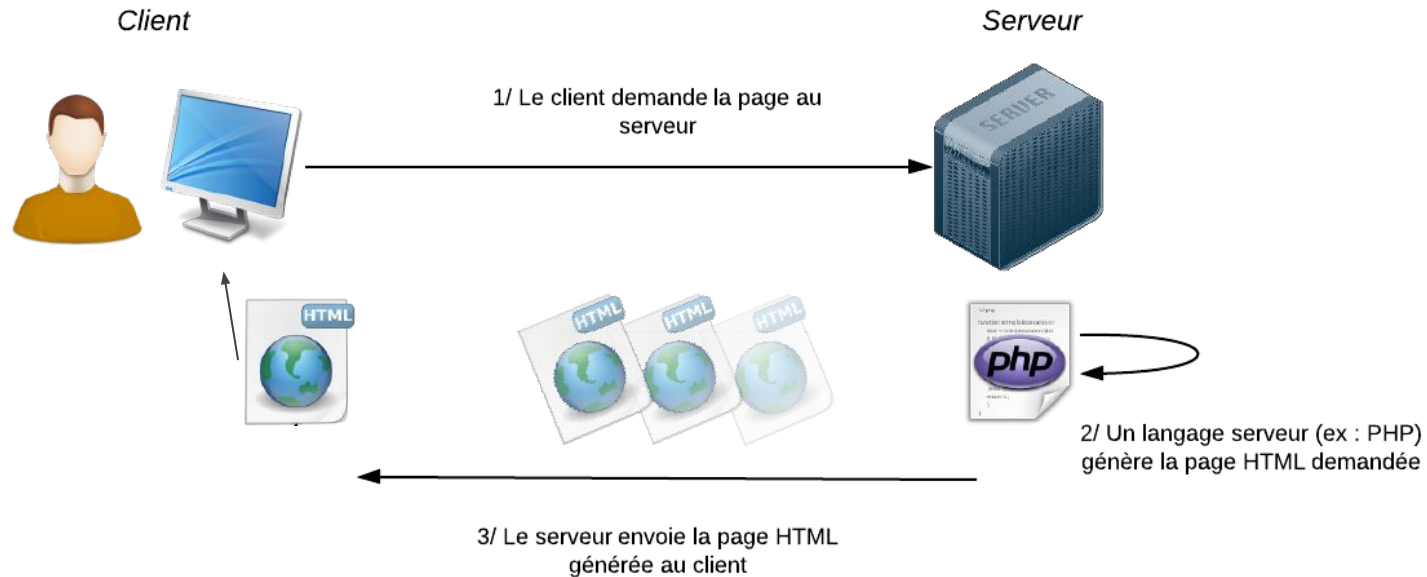 Client
Serveur
1/ Le client demande la page au
serveur
SERVER
HTML
HTML
HTML
HTML
php
2/ Un langage serveur (ex : PHP)
génère la page HTML demandée
3/ Le serveur envoie la page HTML
générée au client